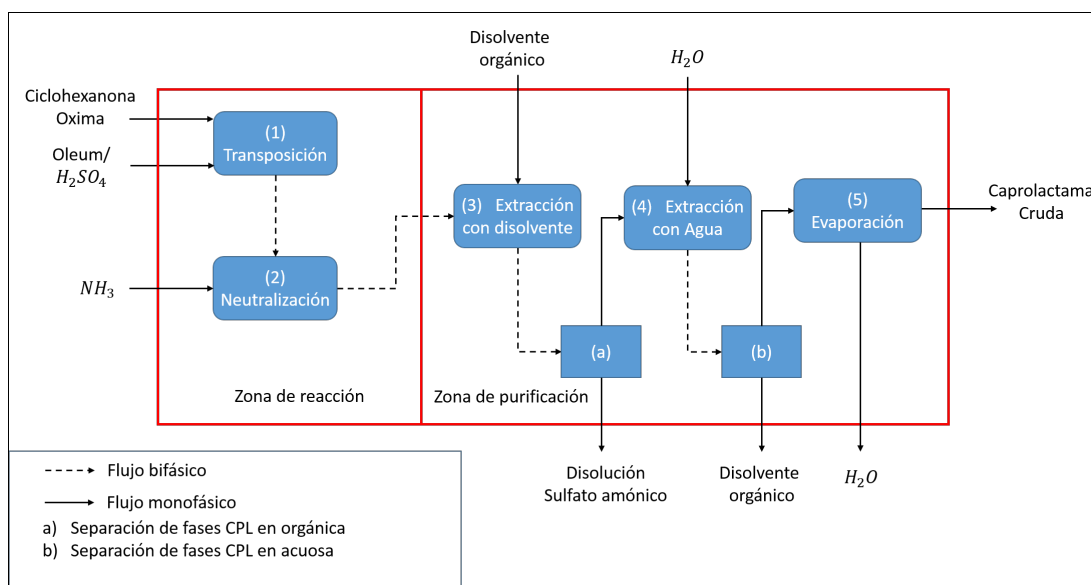 Disolvente
orgánico
H₂O
Ciclohexanona
Oxima
Oleum/
H₂SO₄
(1)
Transposición
(3) Extracción
con disolvente
(4) Extracción
con Agua
(5)
Evaporación
Caprolactama
Cruda
NH₃
(2)
Neutralización
(a)
(b)
Zona de reacción
Zona de purificación
Disolución
Sulfato amónico
Disolvente
orgánico
H₂O
Flujo bifásico
Flujo monofásico
a) Separación de fases CPL en orgánica
b) Separación de fases CPL en acuosa